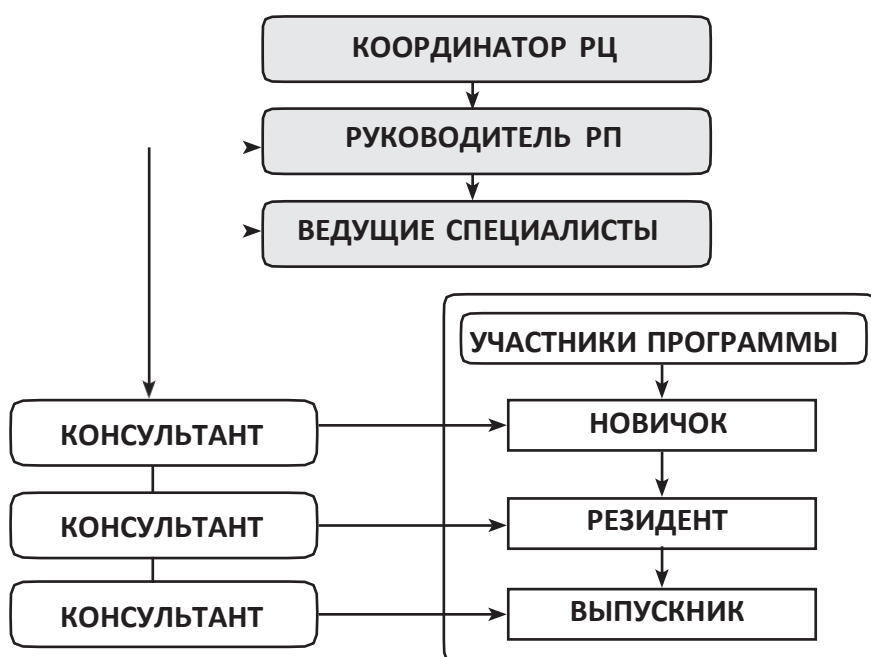 КООРДИНАТОР РЦ
РУКОВОДИТЕЛЬ РП
ВЕДУЩИЕ СПЕЦИАЛИСТЫ
УЧАСТНИКИ ПРОГРАММЫ
КОНСУЛЬТАНТ
НОВИЧОК
КОНСУЛЬТАНТ
РЕЗИДЕНТ
КОНСУЛЬТАНТ
ВЫПУСКНИК